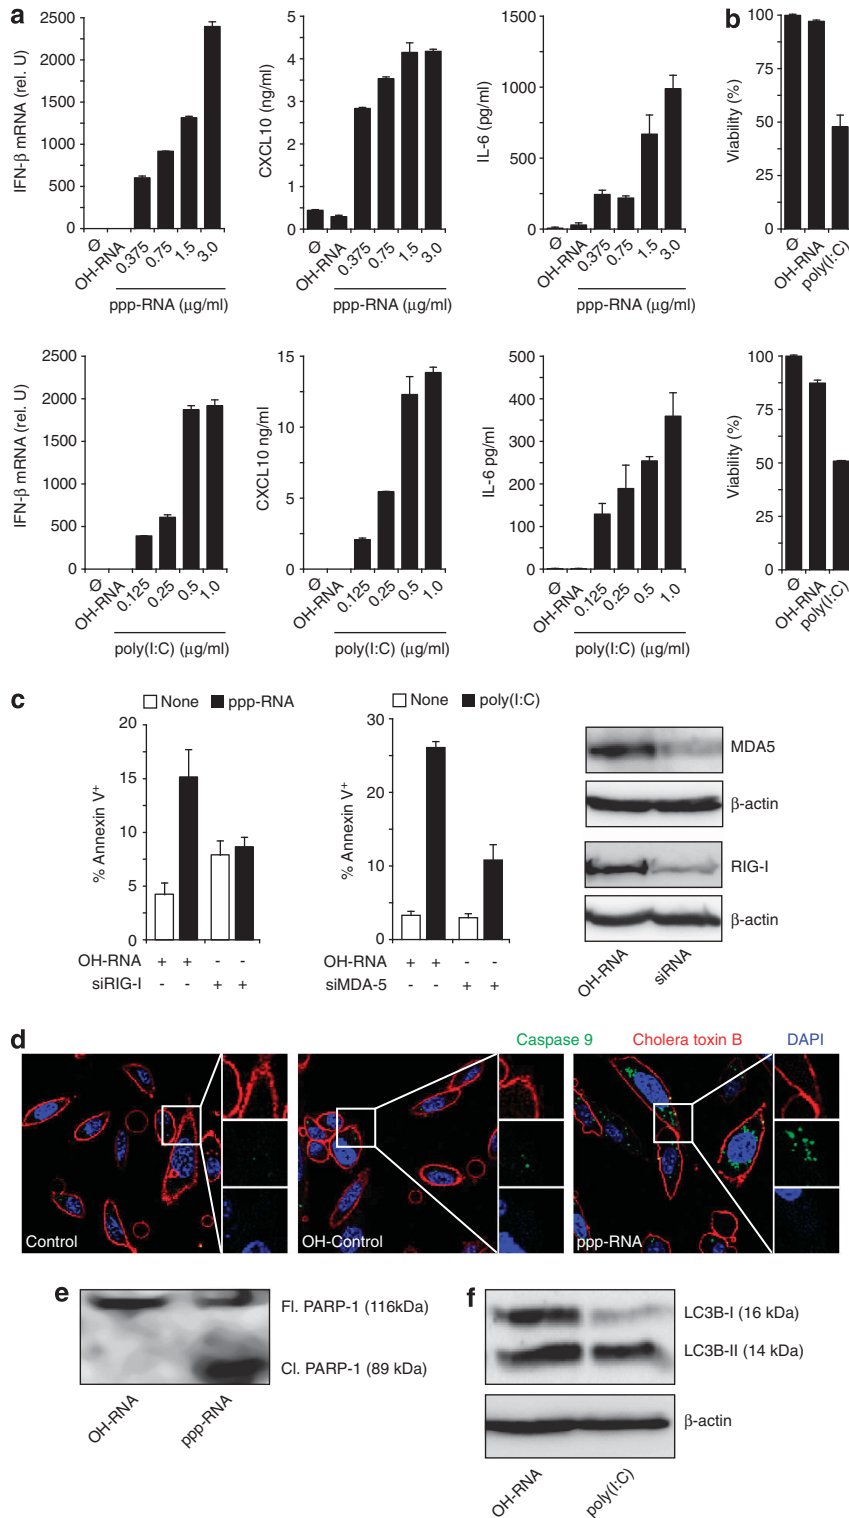 a
b
IFN-β mRNA (rel. U)
2500
2000
1500
1000
500
0
Ø
OH-RNA
0.375
0.75
1.5
3.0
ppp-RNA (μg/ml)
CXCL10 (ng/ml)
5
4
3
2
1
0
Ø
OH-RNA
0.375
0.75
1.5
3.0
ppp-RNA (μg/ml)
IL-6 (pg/ml)
1500
1000
500
0
Ø
OH-RNA
0.375
0.75
1.5
3.0
ppp-RNA (μg/ml)
Viability (%)
100
75
50
25
0
Ø
OH-RNA
poly(I:C)
IFN-β mRNA (rel. U)
2500
2000
1500
1000
500
0
Ø
OH-RNA
0.125
0.25
0.5
1.0
poly(I:C) (μg/ml)
CXCL10 ng/ml
15
10
5
0
Ø
OH-RNA
0.125
0.25
0.5
1.0
poly(I:C) (μg/ml)
IL-6 pg/ml
500
400
300
200
100
0
Ø
OH-RNA
0.125
0.25
0.5
1.0
poly(I:C) (μg/ml)
Viability (%)
100
75
50
25
0
Ø
OH-RNA
poly(I:C)
c
None ppp-RNA
% Annexin V+
20
15
10
5
0
OH-RNA + + - -
siRIG-I - - + +
None poly(I:C)
% Annexin V+
30
20
10
0
OH-RNA + + - -
siMDA-5 - - + +
MDA5
β-actin
RIG-I
β-actin
OH-RNA
siRNA
d
Caspase 9 Cholera toxin B DAPI
Control
OH-Control
ppp-RNA
e
Fl. PARP-1 (116kDa)
Cl. PARP-1 (89 kDa)
OH-RNA
ppp-RNA
f
LC3B-I (16 kDa)
LC3B-II (14 kDa)
β-actin
OH-RNA
poly(I:C)